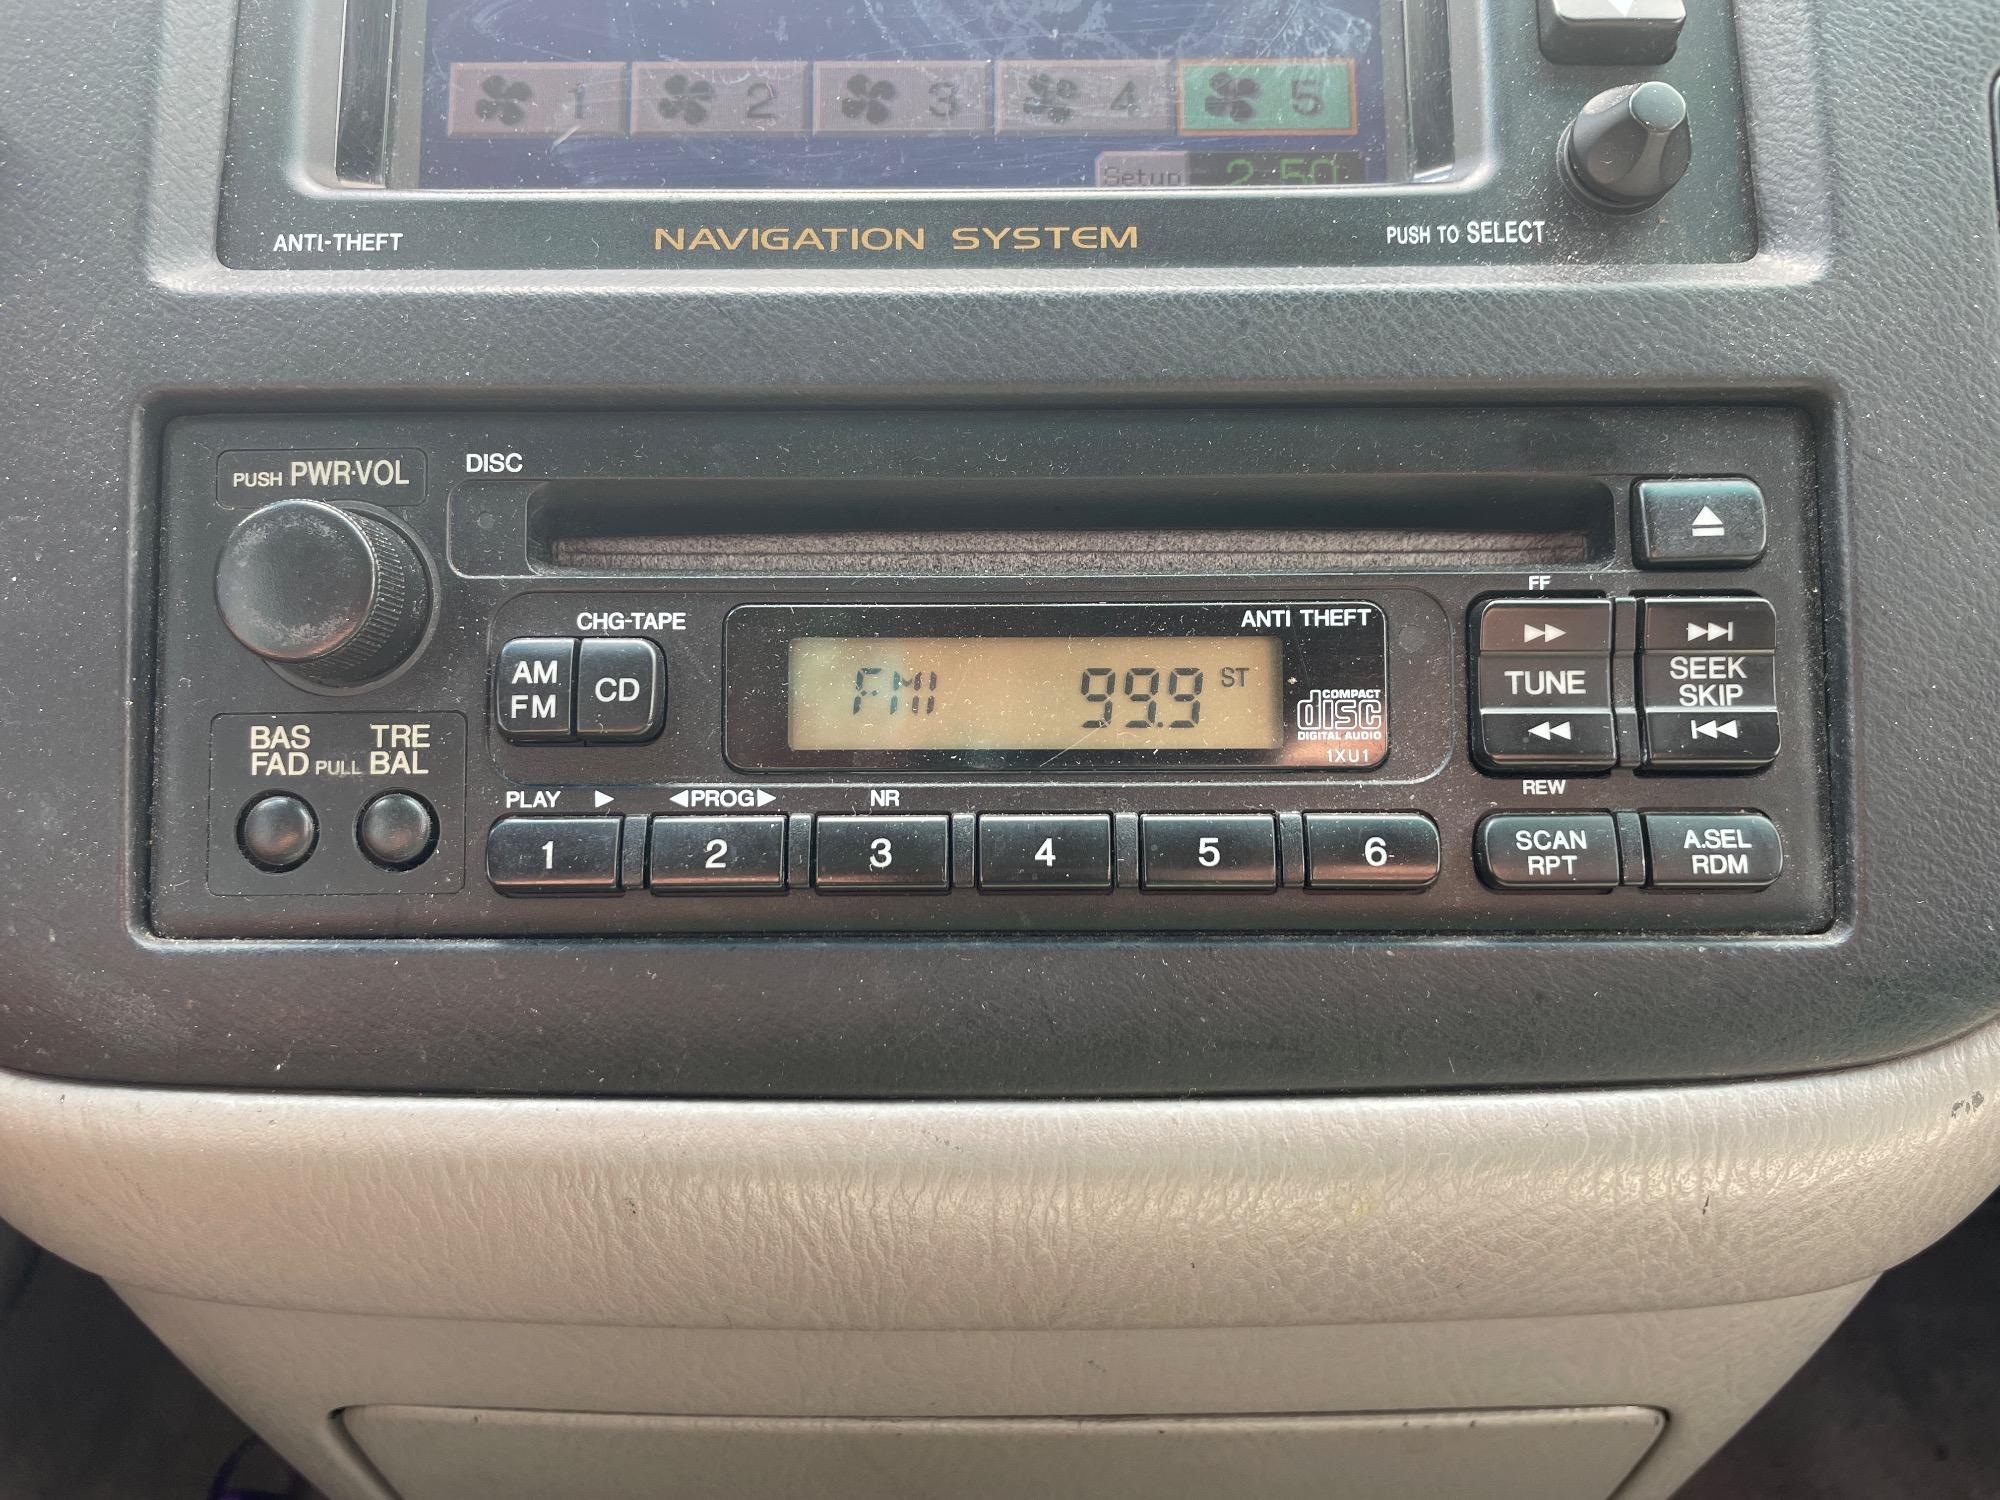 1 2 3 4 5
Setup 2:50
ANTI-THEFT NAVIGATION SYSTEM PUSH TO SELECT
PUSH PWR·VOL DISC
FF
CHG-TAPE ANTI THEFT
AM
FM
CD
FM1 99.9 ST
COMPACT
disc
DIGITAL AUDIO
1XU1
TUNE
SEEK
SKIP
REW
BAS TRE
FAD PULL BAL
PLAY ▶ ◀PROG▶ NR
1 2 3 4 5 6
SCAN
RPT
A.SEL
RDM